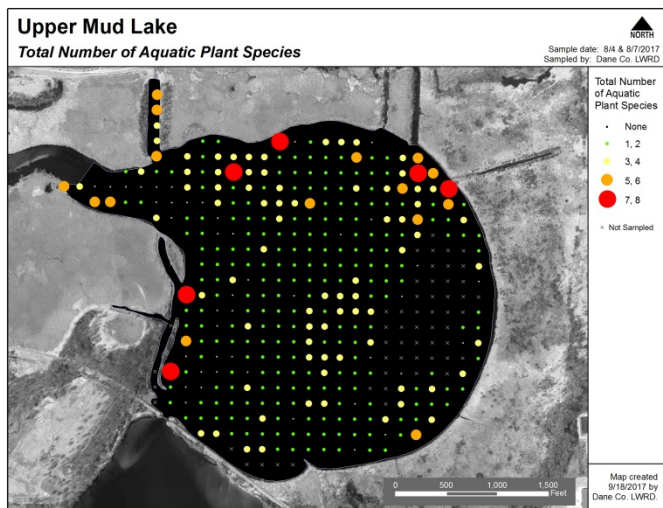 Upper Mud Lake
Total Number of Aquatic Plant Species
NORTH
Sample date: 8/4 & 8/7/2017
Sampled by: Dane Co. LWRD
Total Number
of Aquatic
Plant Species
None
1, 2
3, 4
5, 6
7, 8
Not Sampled
0 500 1,000 1,500
Feet
Map created
9/18/2017 by
Dane Co. LWRD.